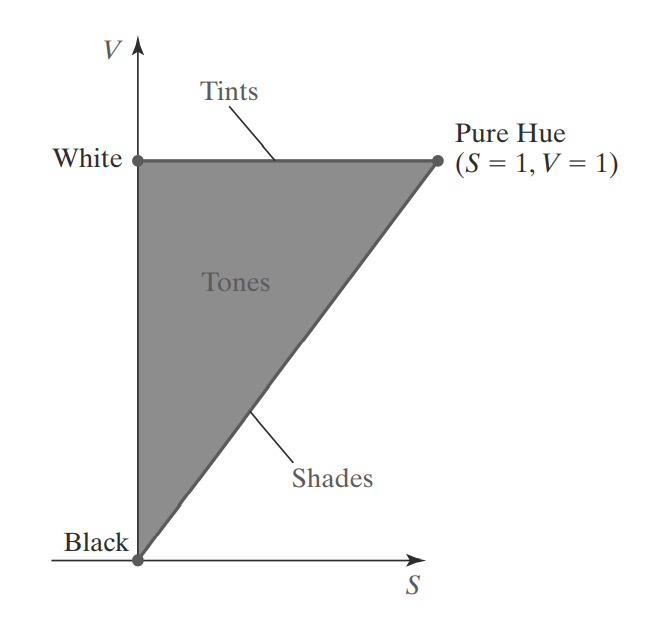 V
Tints
Pure Hue
White
(S = 1, V = 1)
Tones
Shades
Black
S